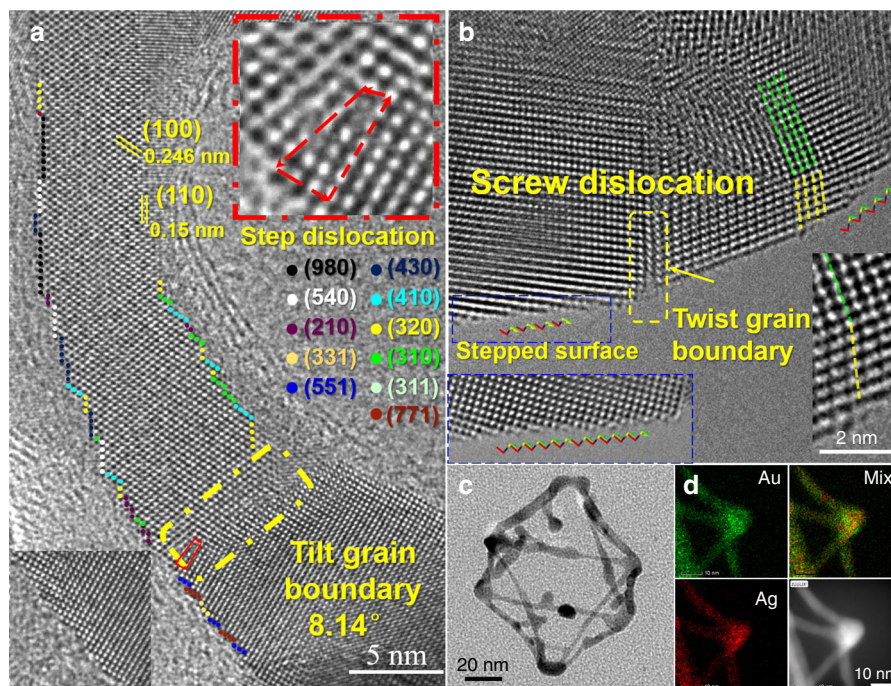 a
(100)
0.246 nm
(110)
0.15 nm
Step dislocation
(980)
(430)
(540)
(410)
(210)
(320)
(331)
(310)
(551)
(311)
(771)
Tilt grain
boundary
8.14°
5 nm
b
Screw dislocation
Twist grain
boundary
Stepped surface
2 nm
c
20 nm
d
Au
Mix
10 nm
Ag
10 nm